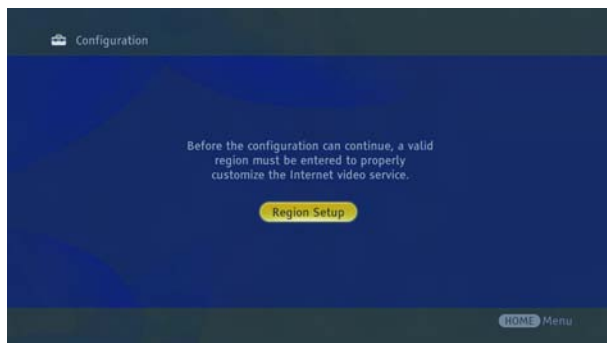 Configuration
Before the configuration can continue, a valid
region must be entered to properly
customize the Internet video service.
Region Setup
HOME Menu